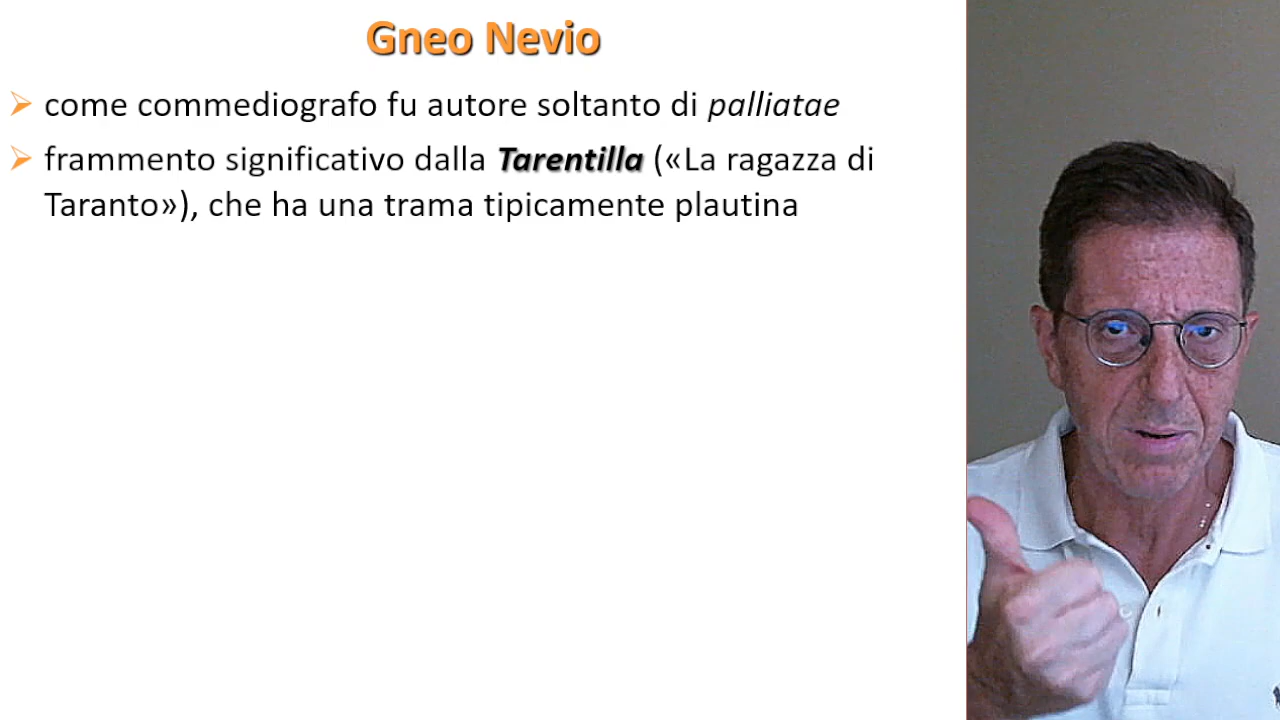 Gneo Nevio
➢ come commediografo fu autore soltanto di palliatae
➢ frammento significativo dalla Tarentilla («La ragazza di
Taranto»), che ha una trama tipicamente plautina